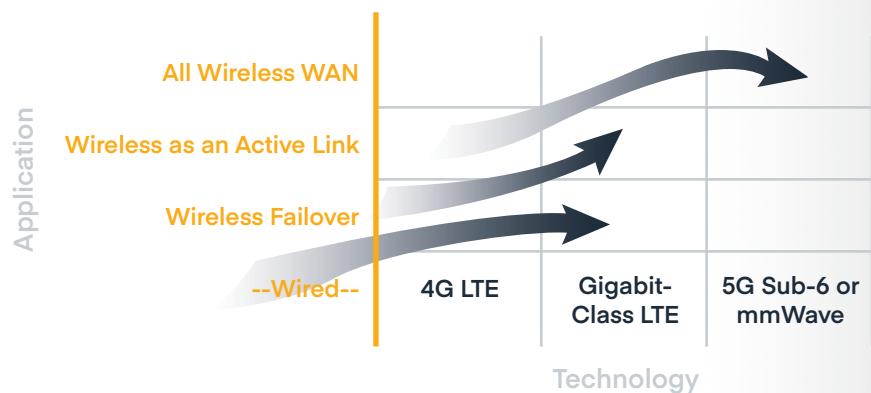 Application
All Wireless WAN
Wireless as an Active Link
Wireless Failover
--Wired--
4G LTE
Gigabit-
Class LTE
5G Sub-6 or
mmWave
Technology